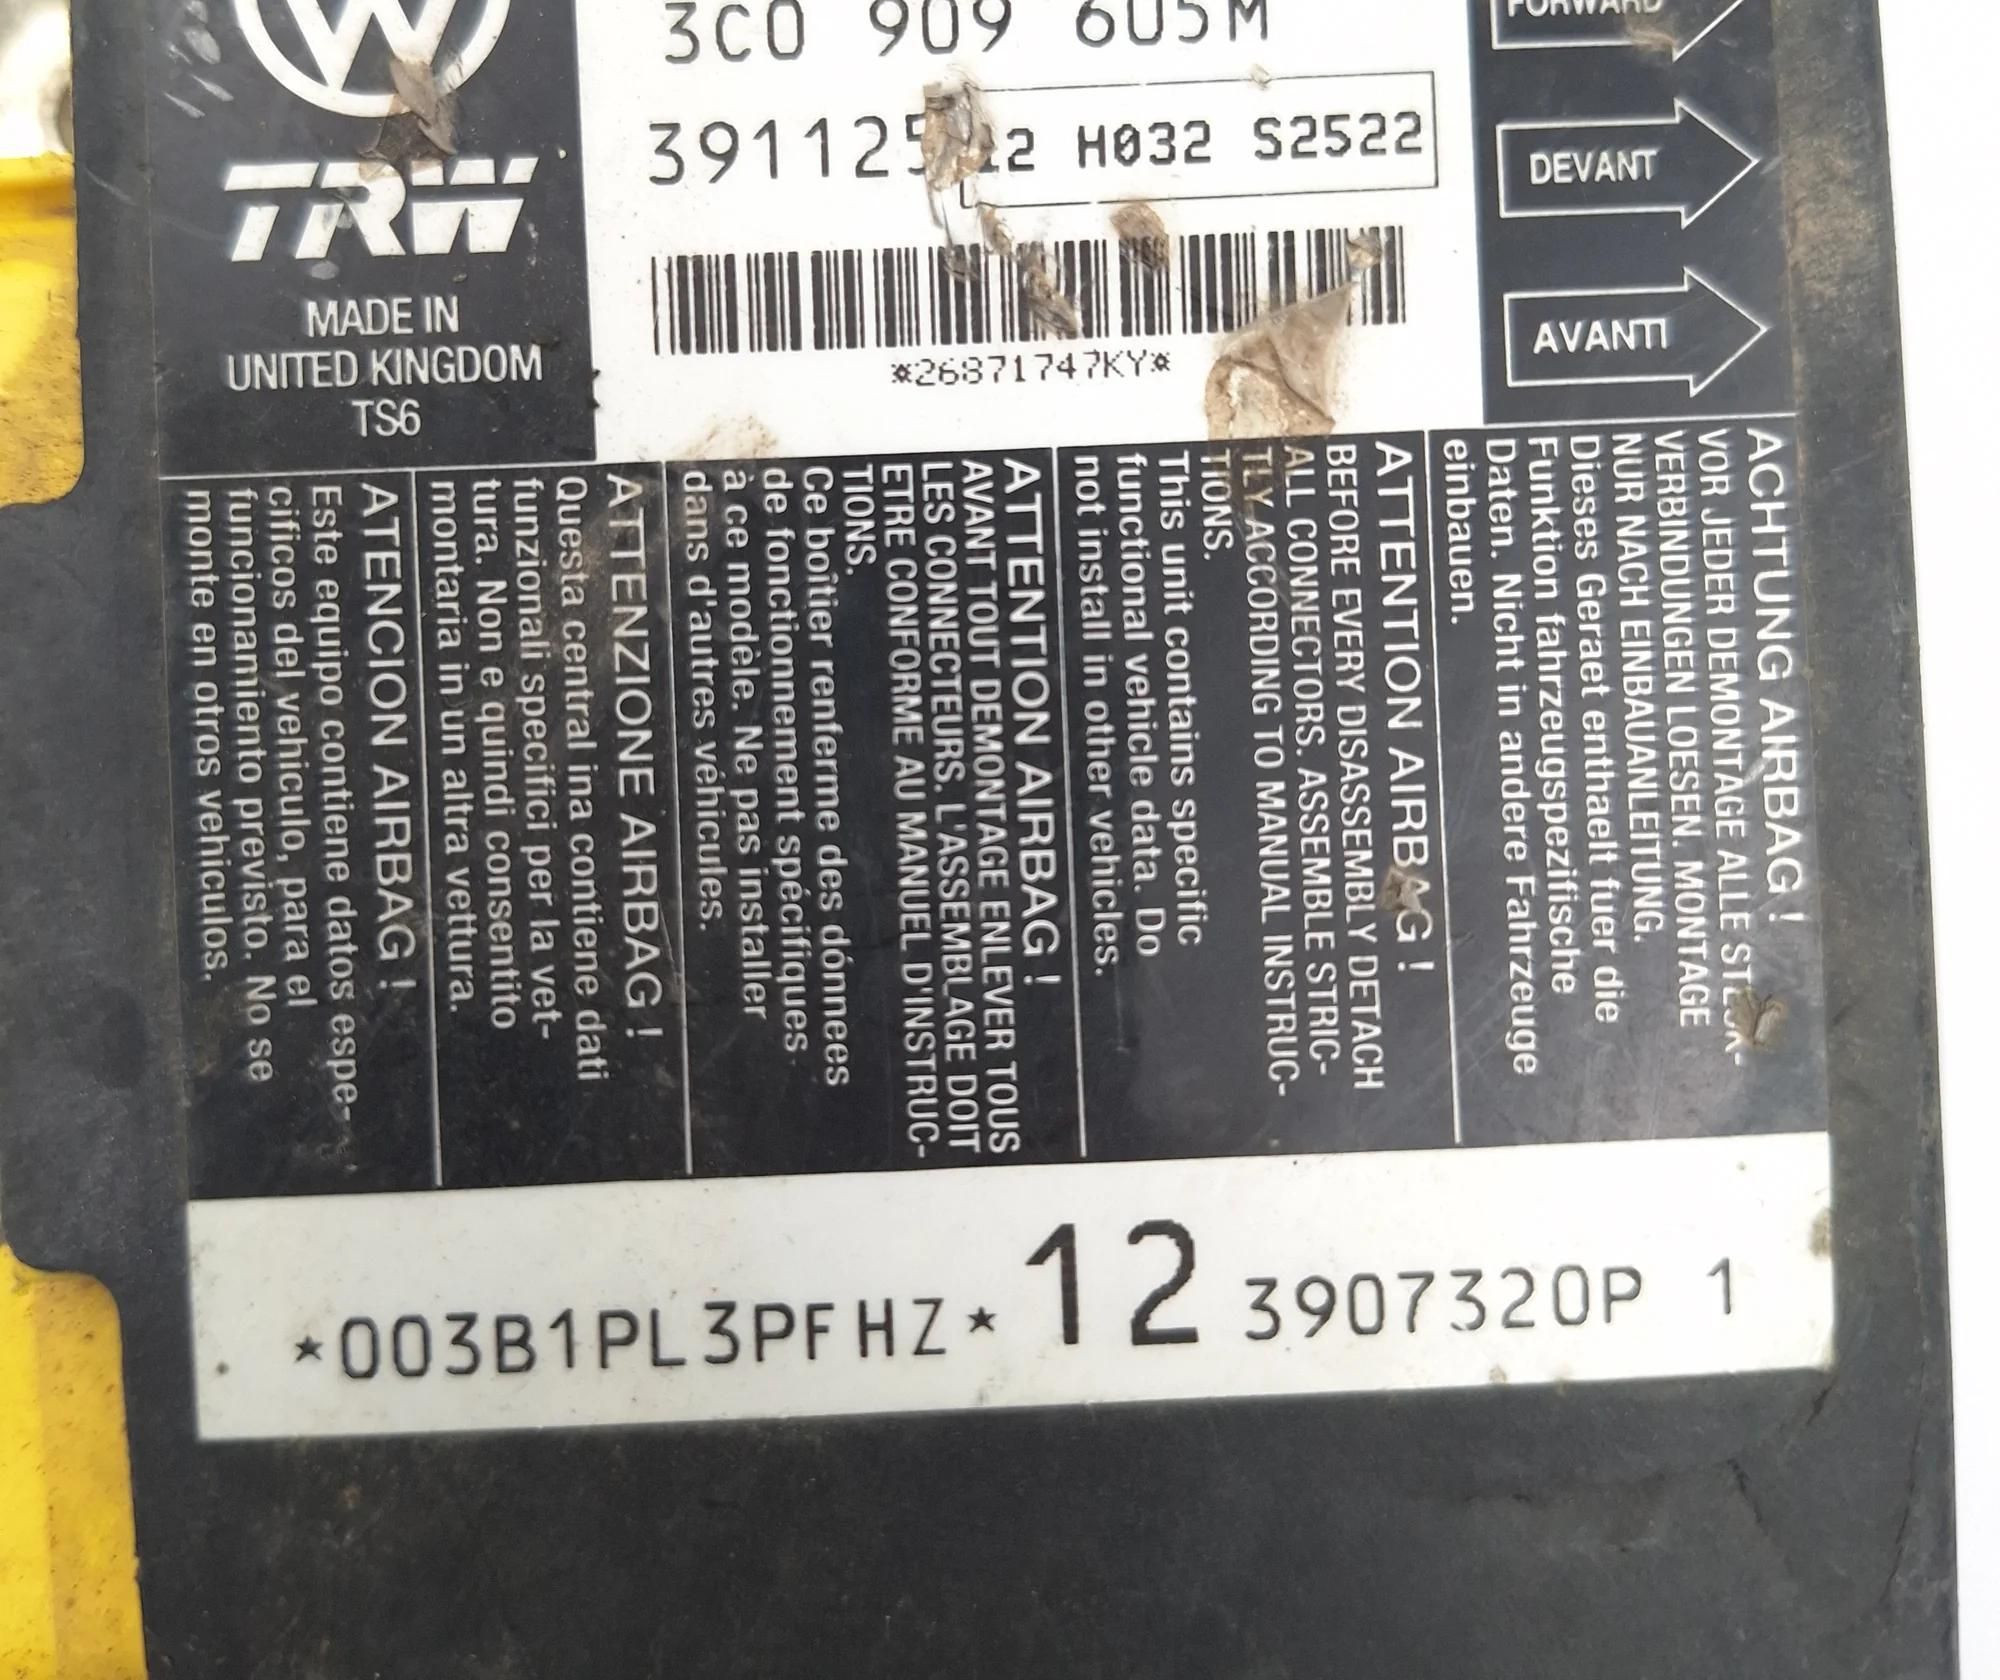 3C0 909 605M
FORWARD
H032 S2522
DEVANT
TRW
*26871747KY*
AVANTI
MADE IN
UNITED KINGDOM
TS6
ACHTUNG AIRBAG!
VOR JEDER DEMONTAGE ALLE STECK-
VERBINDUNGEN LOESEN. MONTAGE
NUR NACH EINBAUANLEITUNG.
Dieses Geraet enthaelt fuer die
Funktion fahrzeugspezifische
Daten. Nicht in andere Fahrzeuge
einbauen.
ATTENTION AIRBAG!
BEFORE EVERY DISASSEMBLY DETACH
ALL CONNECTORS. ASSEMBLE STRIC-
TLY ACCORDING TO MANUAL INSTRUC-
TIONS.
This unit contains specific
functional vehicle data. Do
not install in other vehicles.
ATTENTION AIRBAG!
AVANT TOUT DEMONTAGE ENLEVER TOUS
LES CONNECTEURS. L'ASSEMBLAGE DOIT
ETRE CONFORME AU MANUEL D'INSTRUC-
TIONS.
Ce boîtier renferme des dónnees
de fonctionnement spécifiques
à ce modèle. Ne pas installer
dans d'autres véhicules.
ATTENZIONE AIRBAG!
Questa central ina contiene dati
funzionali specifici per la vet-
tura. Non e quindi consentito
montaria in un altra vettura.
ATENCION AIRBAG!
Este equipo contiene datos espe-
cificos del vehiculo, para el
funcionamiento previsto. No se
monte en otros vehiculos.
*003B1PL3PFHZ* 12 3907320P 1